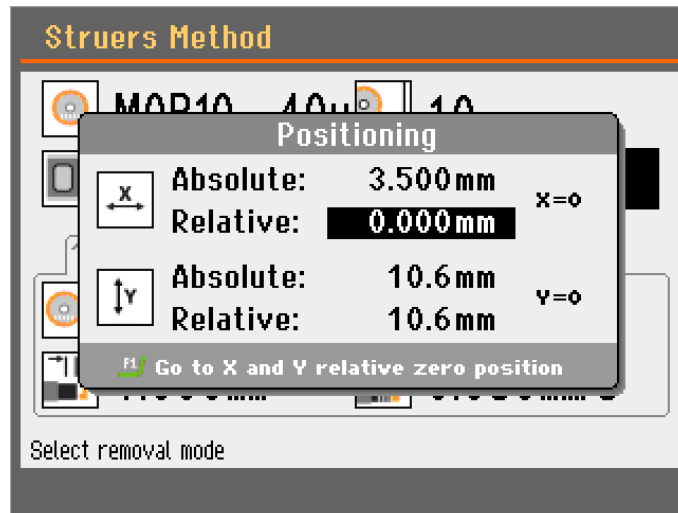 Struers Method
Positioning
X
Absolute: 3.500mm
Relative: 0.000mm
X=0
Y
Absolute: 10.6mm
Relative: 10.6mm
Y=0
F1 Go to X and Y relative zero position
Select removal mode